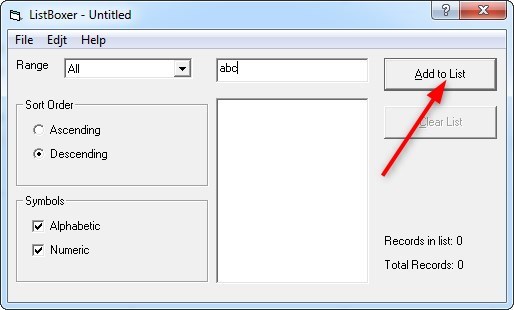 ListBoxer - Untitled
File Edjt Help
Range All abc Add to List
Sort Order
Ascending
Descending
Clear List
Symbols
Alphabetic
Numeric
Records in list: 0
Total Records: 0